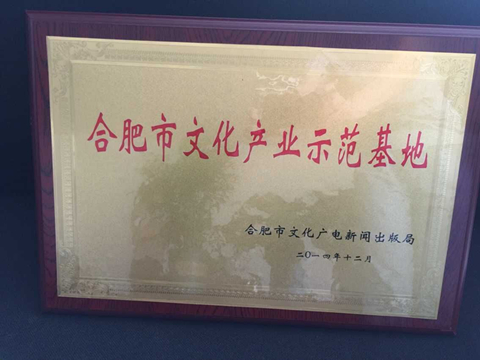 合肥市文化产业示范基地
合肥市文化广电新闻出版局
二〇一四年十二月